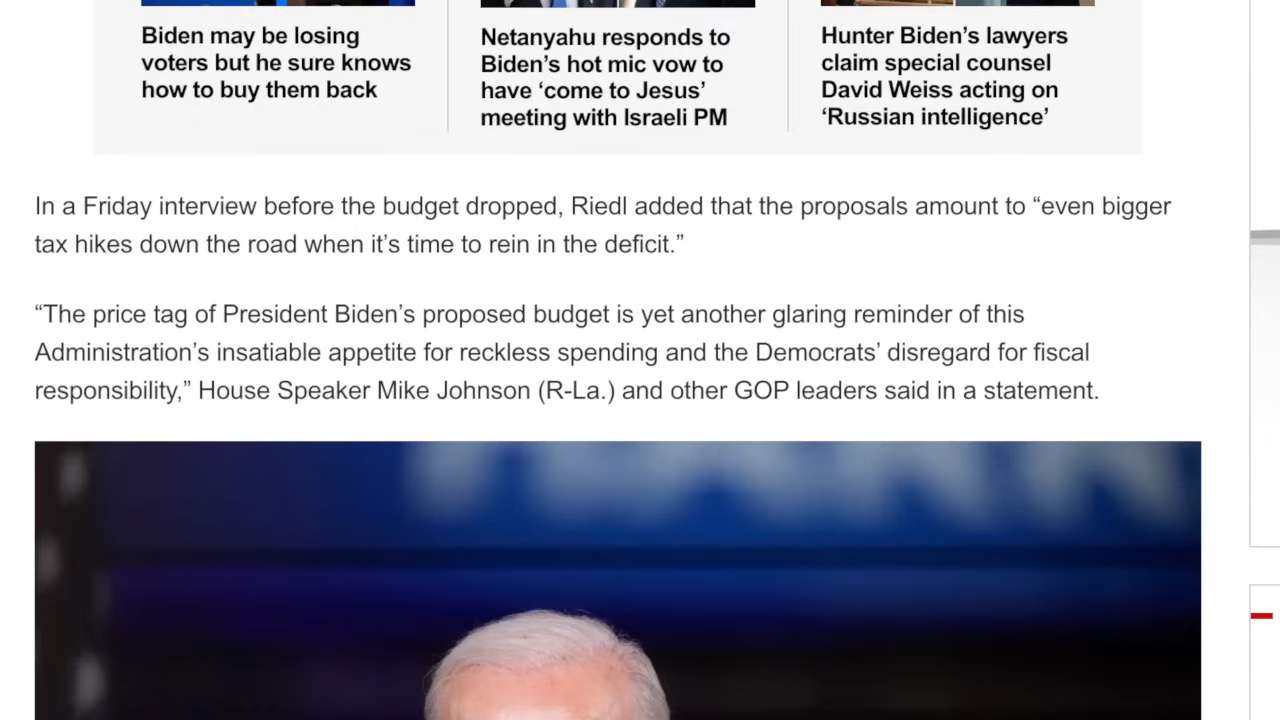 Biden may be losing
voters but he sure knows
how to buy them back
Netanyahu responds to
Biden’s hot mic vow to
have ‘come to Jesus’
meeting with Israeli PM
Hunter Biden’s lawyers
claim special counsel
David Weiss acting on
‘Russian intelligence’
In a Friday interview before the budget dropped, Riedl added that the proposals amount to “even bigger
tax hikes down the road when it’s time to rein in the deficit.”
“The price tag of President Biden’s proposed budget is yet another glaring reminder of this
Administration’s insatiable appetite for reckless spending and the Democrats’ disregard for fiscal
responsibility,” House Speaker Mike Johnson (R-La.) and other GOP leaders said in a statement.